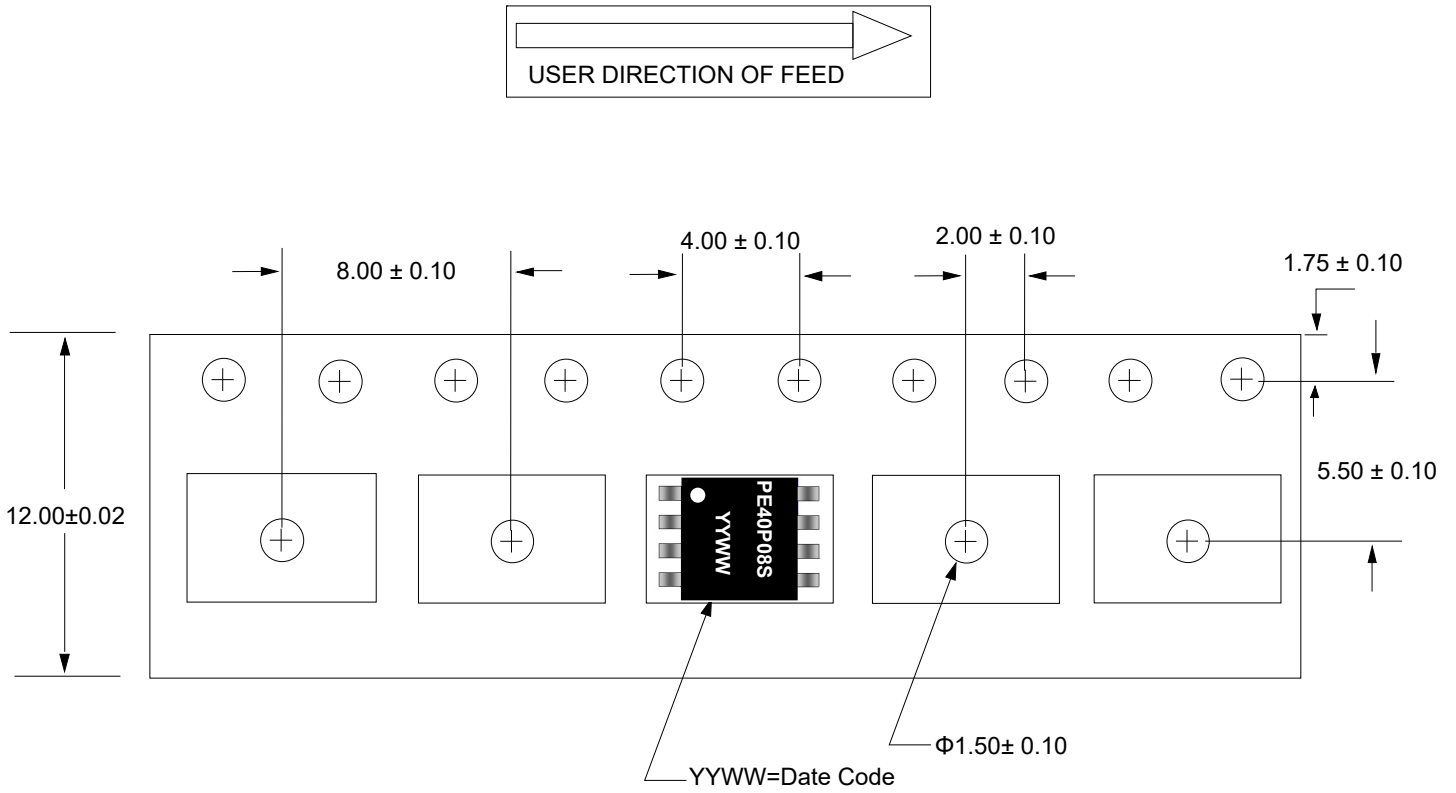 USER DIRECTION OF FEED
8.00 ± 0.10
4.00 ± 0.10
2.00 ± 0.10
1.75 ± 0.10
12.00±0.02
5.50 ± 0.10
PE40P08S
YYWW
Φ1.50± 0.10
YYWW=Date Code